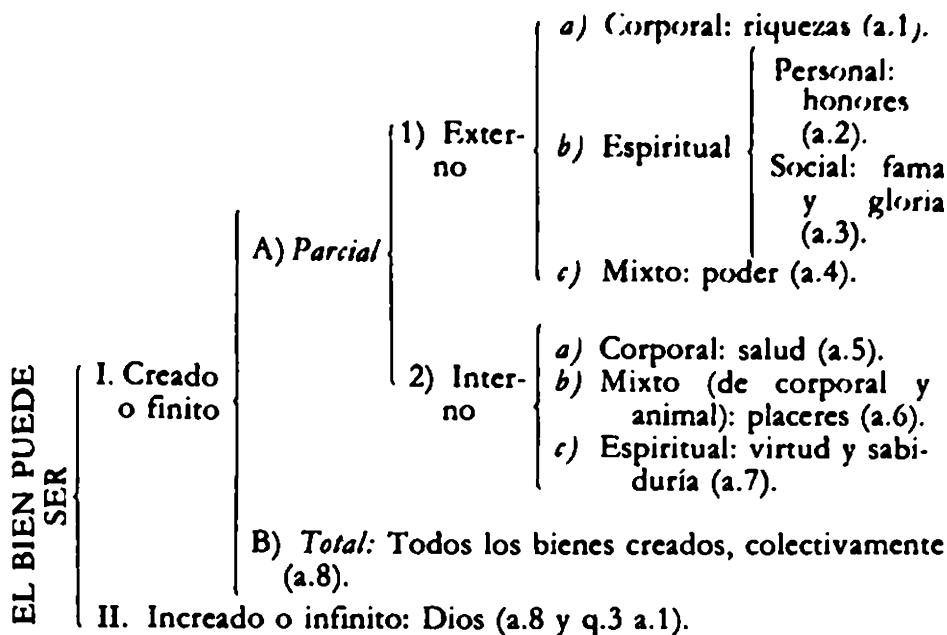 EL BIEN PUEDE
SER
I. Creado
o finito
A) Parcial
1) Exter-
no
a) Corporal: riquezas (a.1).
b) Espiritual
Personal:
honores
(a.2).
Social: fama
y gloria
(a.3).
c) Mixto: poder (a.4).
2) Inter-
no
a) Corporal: salud (a.5).
b) Mixto (de corporal y
animal): placeres (a.6).
c) Espiritual: virtud y sabi-
duría (a.7).
B) Total: Todos los bienes creados, colectivamente
(a.8).
II. Increado o infinito: Dios (a.8 y q.3 a.1).